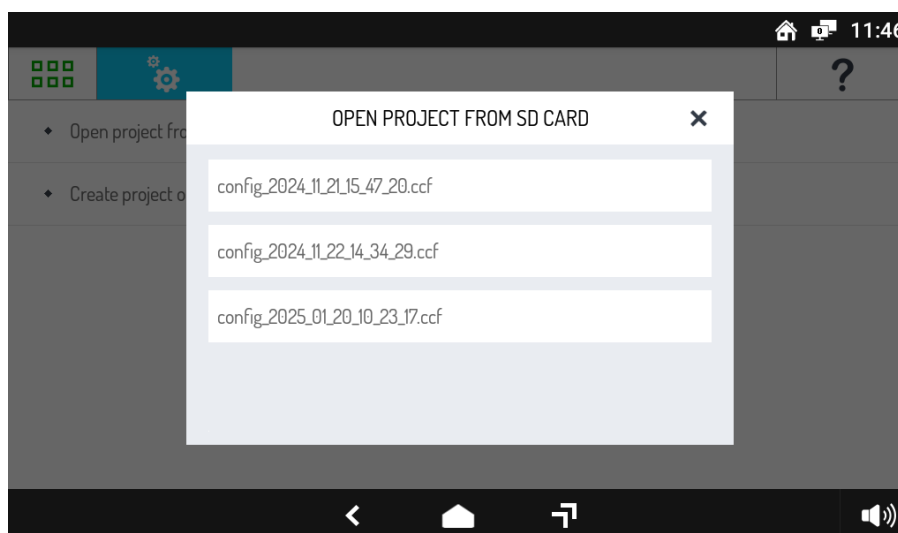 11:46
?
OPEN PROJECT FROM SD CARD
Open project fro
config_2024_11_21_15_47_20.ccf
Create project o
config_2024_11_22_14_34_29.ccf
config_2025_01_20_10_23_17.ccf